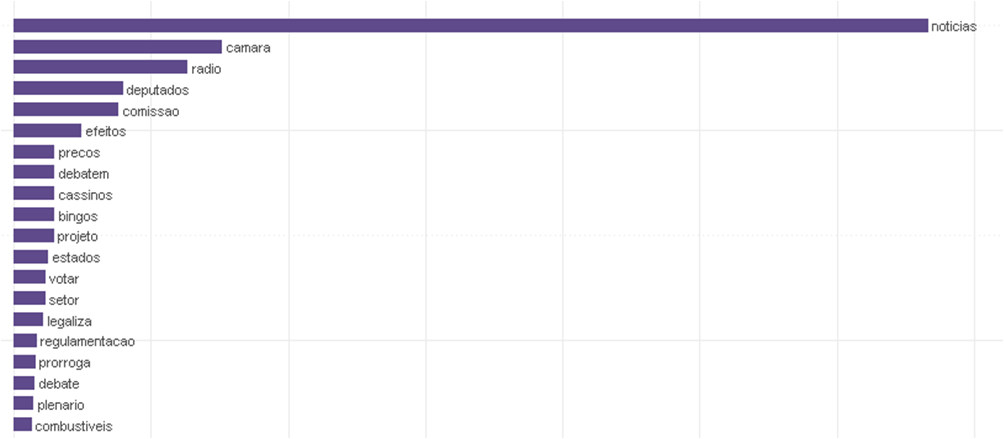 noticias
camara
radio
deputados
comissao
efeitos
precos
debatem
cassinos
bingos
projeto
estados
votar
setor
legaliza
regulamentacao
prorroga
debate
plenario
combustiveis